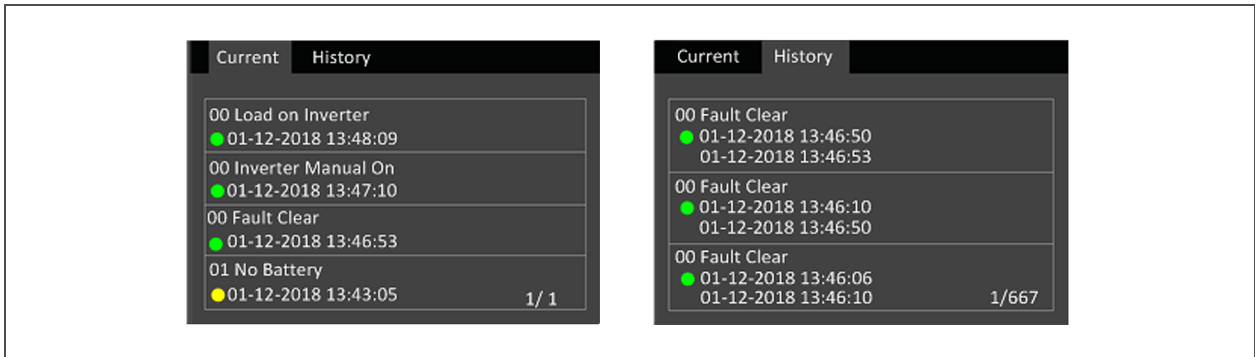 Current History
00 Load on Inverter
01-12-2018 13:48:09
00 Inverter Manual On
01-12-2018 13:47:10
00 Fault Clear
01-12-2018 13:46:53
01 No Battery
01-12-2018 13:43:05 1/ 1
Current History
00 Fault Clear
01-12-2018 13:46:50
01-12-2018 13:46:53
00 Fault Clear
01-12-2018 13:46:10
01-12-2018 13:46:50
00 Fault Clear
01-12-2018 13:46:06
01-12-2018 13:46:10 1/667